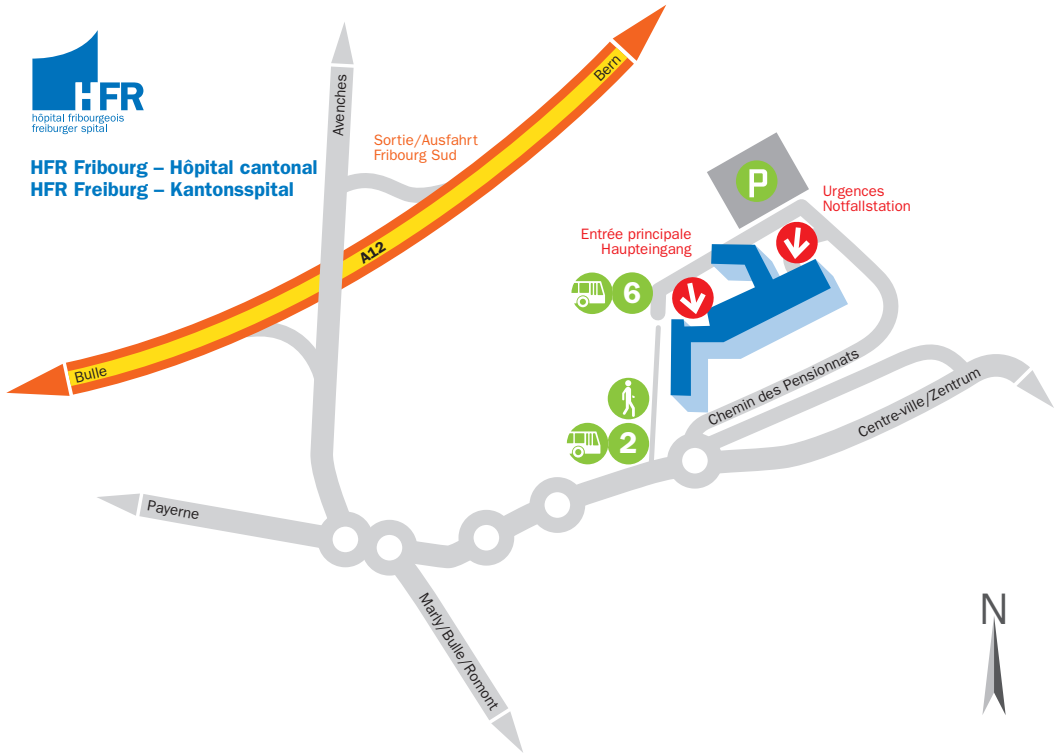 HFR
hôpital fribourgeois
freiburger spital
HFR Fribourg – Hôpital cantonal
HFR Freiburg – Kantonsspital
Avenches
Sortie/Ausfahrt
Fribourg Sud
Bern
A12
Bulle
P
Urgences
Notfallstation
Entrée principale
Haupteingang
6
2
Chemin des Pensionnats
Centre-ville/Zentrum
Payerne
Marly/Bulle/Romont
N